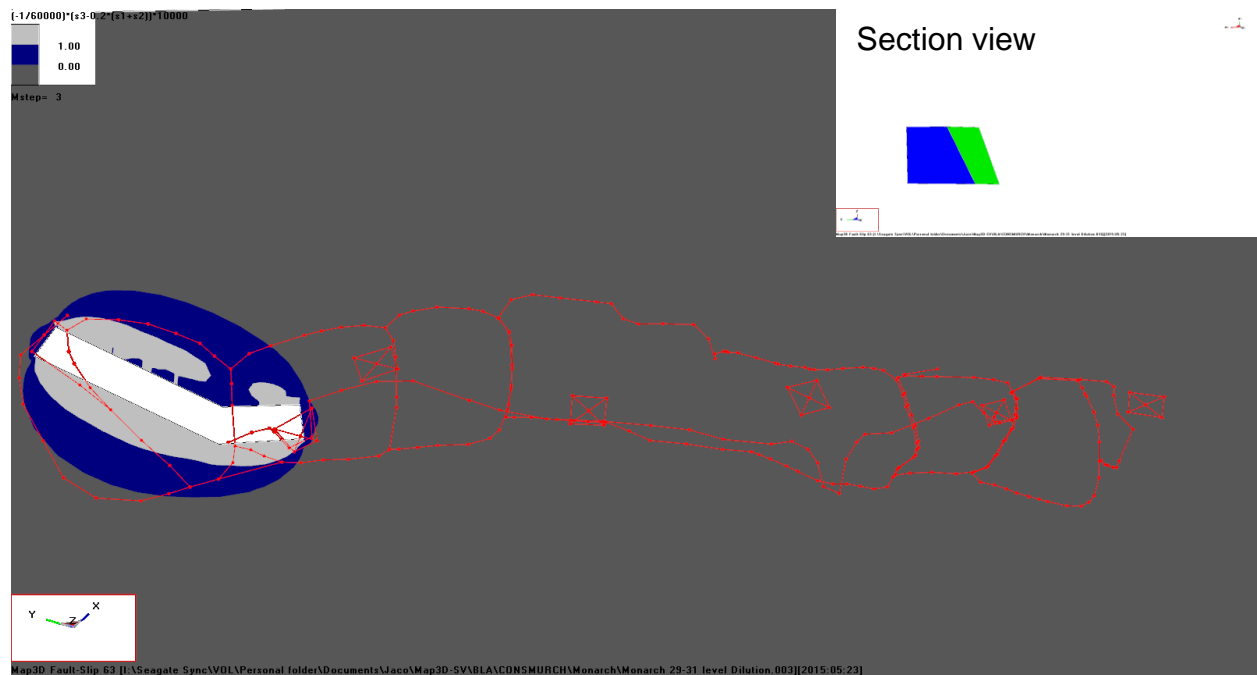 (-1/60000)*(s3-0.2*(s1+s2))*10000
1.00
0.00
Mstep= 3
Section view
Y Z X
Map3D Fault-Slip 63 [I:\Seagate Sync\VOL\Personal folder\Documents\Jaco\Map3D-SV\BLA\CONSMURCH\Monarch\Monarch 29-31 level Dilution.003][2015:05:23]